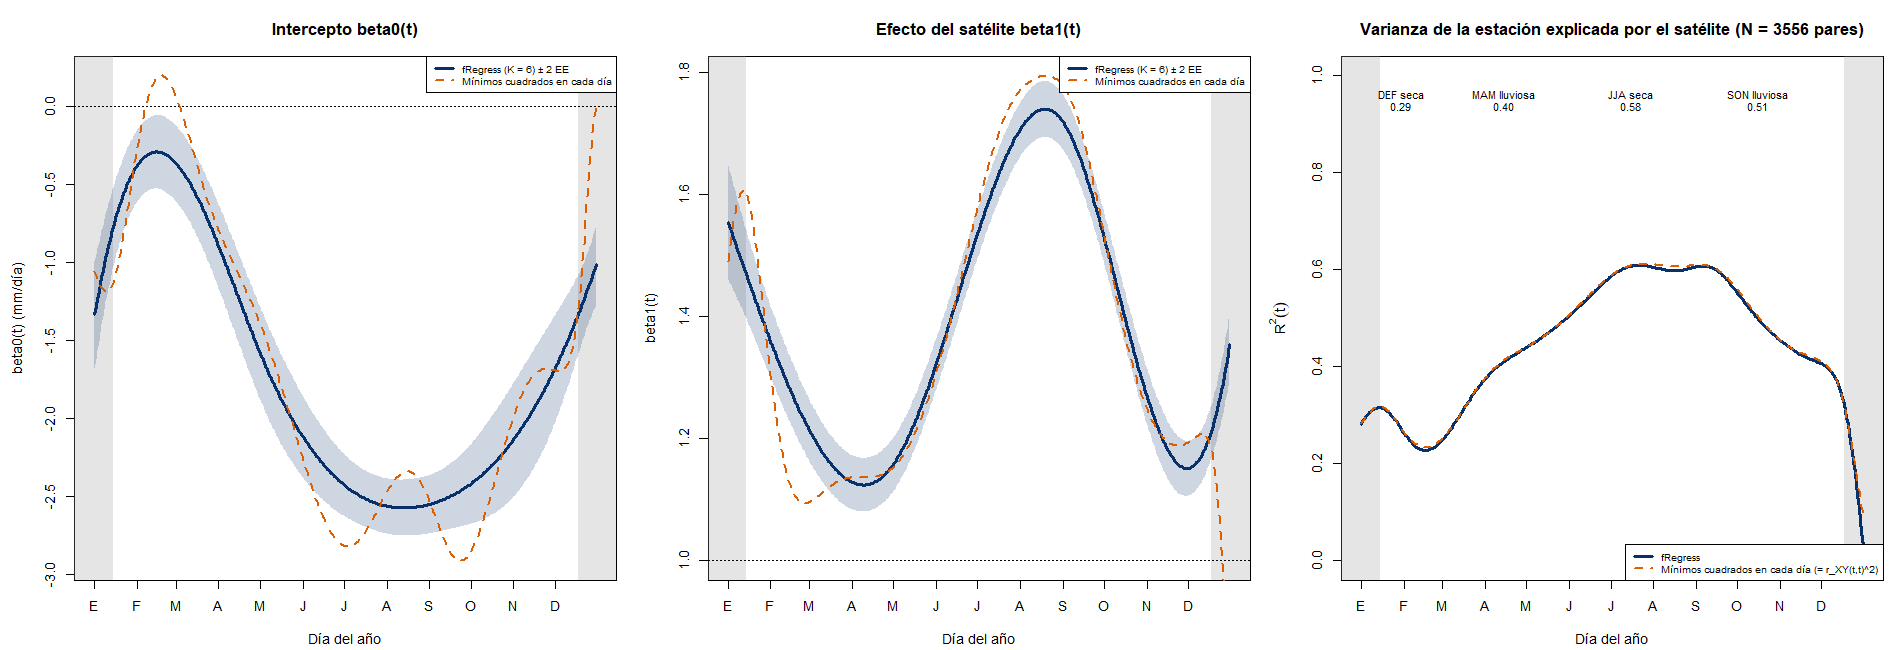 Intercepto beta0(t)
fRegress (K = 6) ± 2 EE
Mínimos cuadrados en cada día
beta0(t) (mm/día)
0.0
-0.5
-1.0
-1.5
-2.0
-2.5
-3.0
E F M A M J J A S O N D
Día del año
Efecto del satélite beta1(t)
fRegress (K = 6) ± 2 EE
Mínimos cuadrados en cada día
beta1(t)
1.8
1.6
1.4
1.2
1.0
E F M A M J J A S O N D
Día del año
Varianza de la estación explicada por el satélite (N = 3556 pares)
DEF seca MAM lluviosa JJA seca SON lluviosa
0.29 0.40 0.58 0.51
R²(t)
1.0
0.8
0.6
0.4
0.2
0.0
fRegress
Mínimos cuadrados en cada día (= r_XY(t,t)^2)
E F M A M J J A S O N D
Día del año